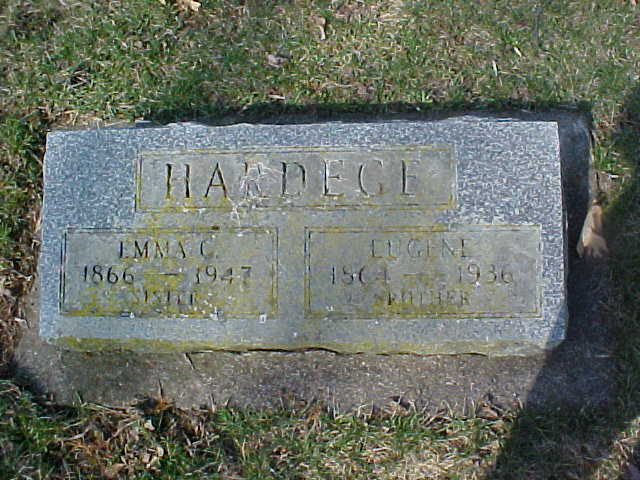 HARDEGE
EMMA C.
1866 — 1947
SISTER
EUGENE
1864 — 1936
BROTHER